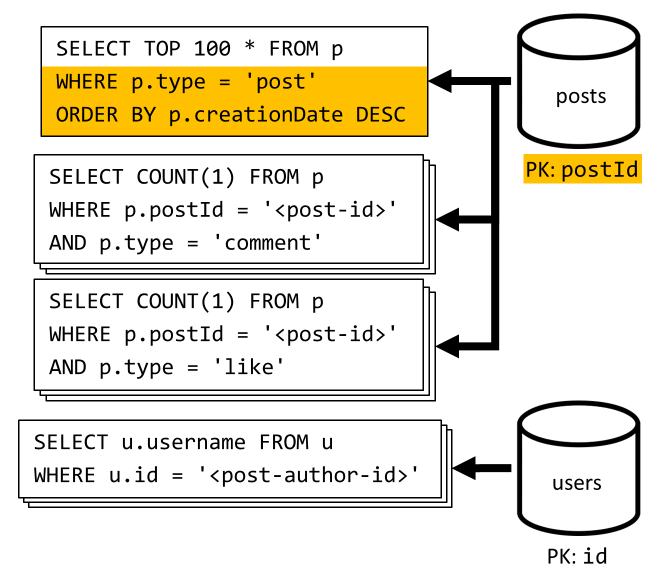 SELECT TOP 100 * FROM p
WHERE p.type = 'post'
ORDER BY p.creationDate DESC
posts
PK: postId
SELECT COUNT(1) FROM p
WHERE p.postId = '<post-id>'
AND p.type = 'comment'
SELECT COUNT(1) FROM p
WHERE p.postId = '<post-id>'
AND p.type = 'like'
SELECT u.username FROM u
WHERE u.id = '<post-author-id>'
users
PK: id